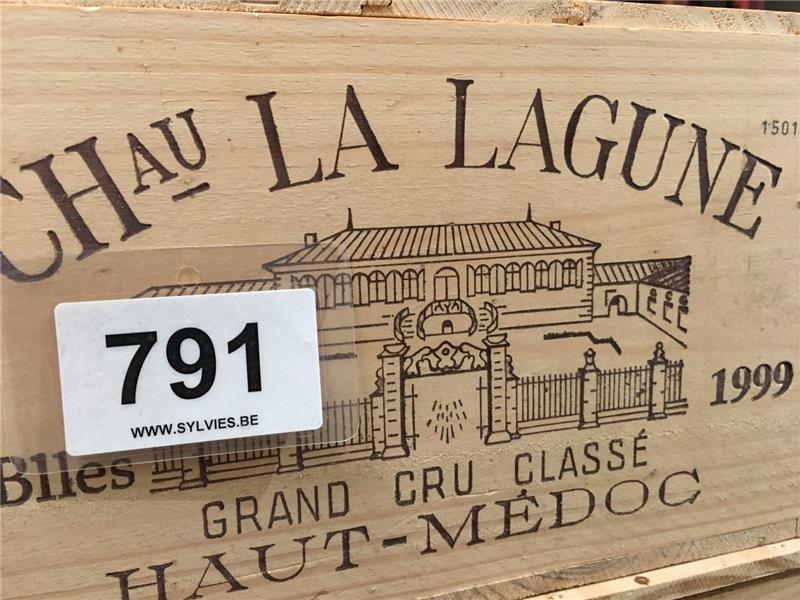 CHAU LA LAGUNE
1501
791
WWW.SYLVIES.BE
1999
Blles
GRAND CRU CLASSÉ
HAUT-MÉDOC